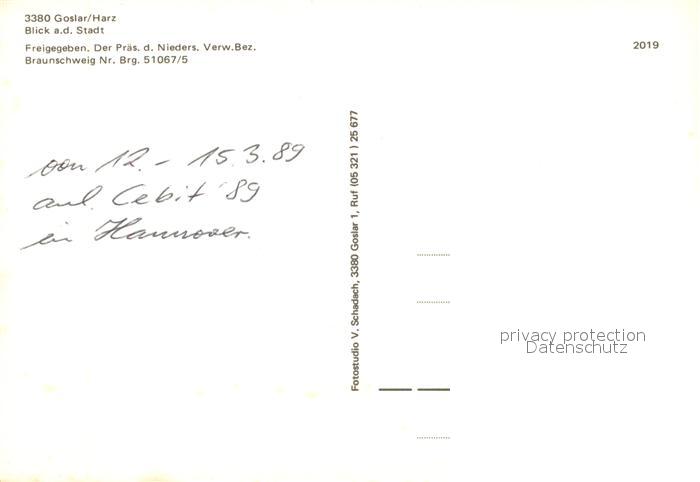 3380 Goslar/Harz
Blick a.d. Stadt
Freigegeben. Der Präs. d. Nieders. Verw.Bez.
Braunschweig Nr. Brg. 51067/5
2019
von 12. - 15.3.89
anl. Cebit '89
in Hannover.
Fotostudio V. Schadach, 3380 Goslar 1, Ruf (05 321) 25 677
privacy protection
Datenschutz